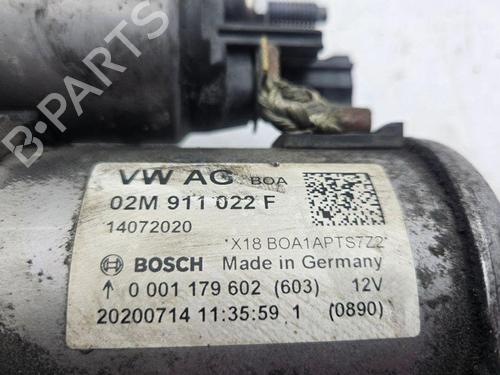 B-PARTS
VW AG BOA
02M 911 022 F
14072020
*X18 BOA1APTS7Z2*
BOSCH Made in Germany
↑ 0 001 179 602 (603) 12V
20200714 11:35:59 1 (0890)